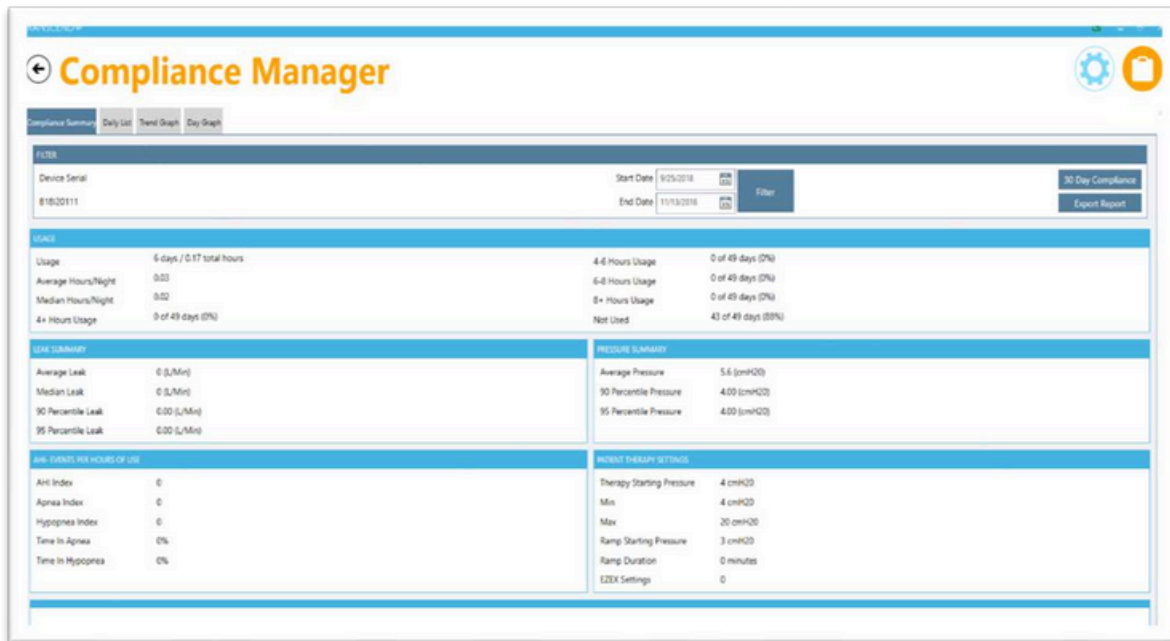 Compliance Manager
Compliance Summary Daily List Trend Graph Day Graph
FILTER
Device Serial Start Date 9/25/2018 Filter 30 Day Compliance
End Date 11/13/2018 Export Report
USAGE
Usage 6 days / 0.17 total hours 4-6 Hours Usage 0 of 49 days (0%)
Average Hours/Night 0.03 6-8 Hours Usage 0 of 49 days (0%)
Median Hours/Night 0.02 8+ Hours Usage 0 of 49 days (0%)
4+ Hours Usage 0 of 49 days (0%) Not Used 43 of 49 days (88%)
LEAK SUMMARY PRESSURE SUMMARY
Average Leak 0 (L/Min) Average Pressure 5.6 (cmH20)
Median Leak 0 (L/Min) 90 Percentile Pressure 4.00 (cmH20)
90 Percentile Leak 0.00 (L/Min) 95 Percentile Pressure 4.00 (cmH20)
95 Percentile Leak 0.00 (L/Min)
AHI- EVENTS PER HOURS OF USE PATIENT THERAPY SETTINGS
AHI Index 0 Therapy Starting Pressure 4 cmH20
Apnea Index 0 Min 4 cmH20
Hypopnea Index 0 Max 20 cmH20
Time In Apnea 0% Ramp Starting Pressure 3 cmH20
Time In Hypopnea 0% Ramp Duration 0 minutes
EZEX Settings 0